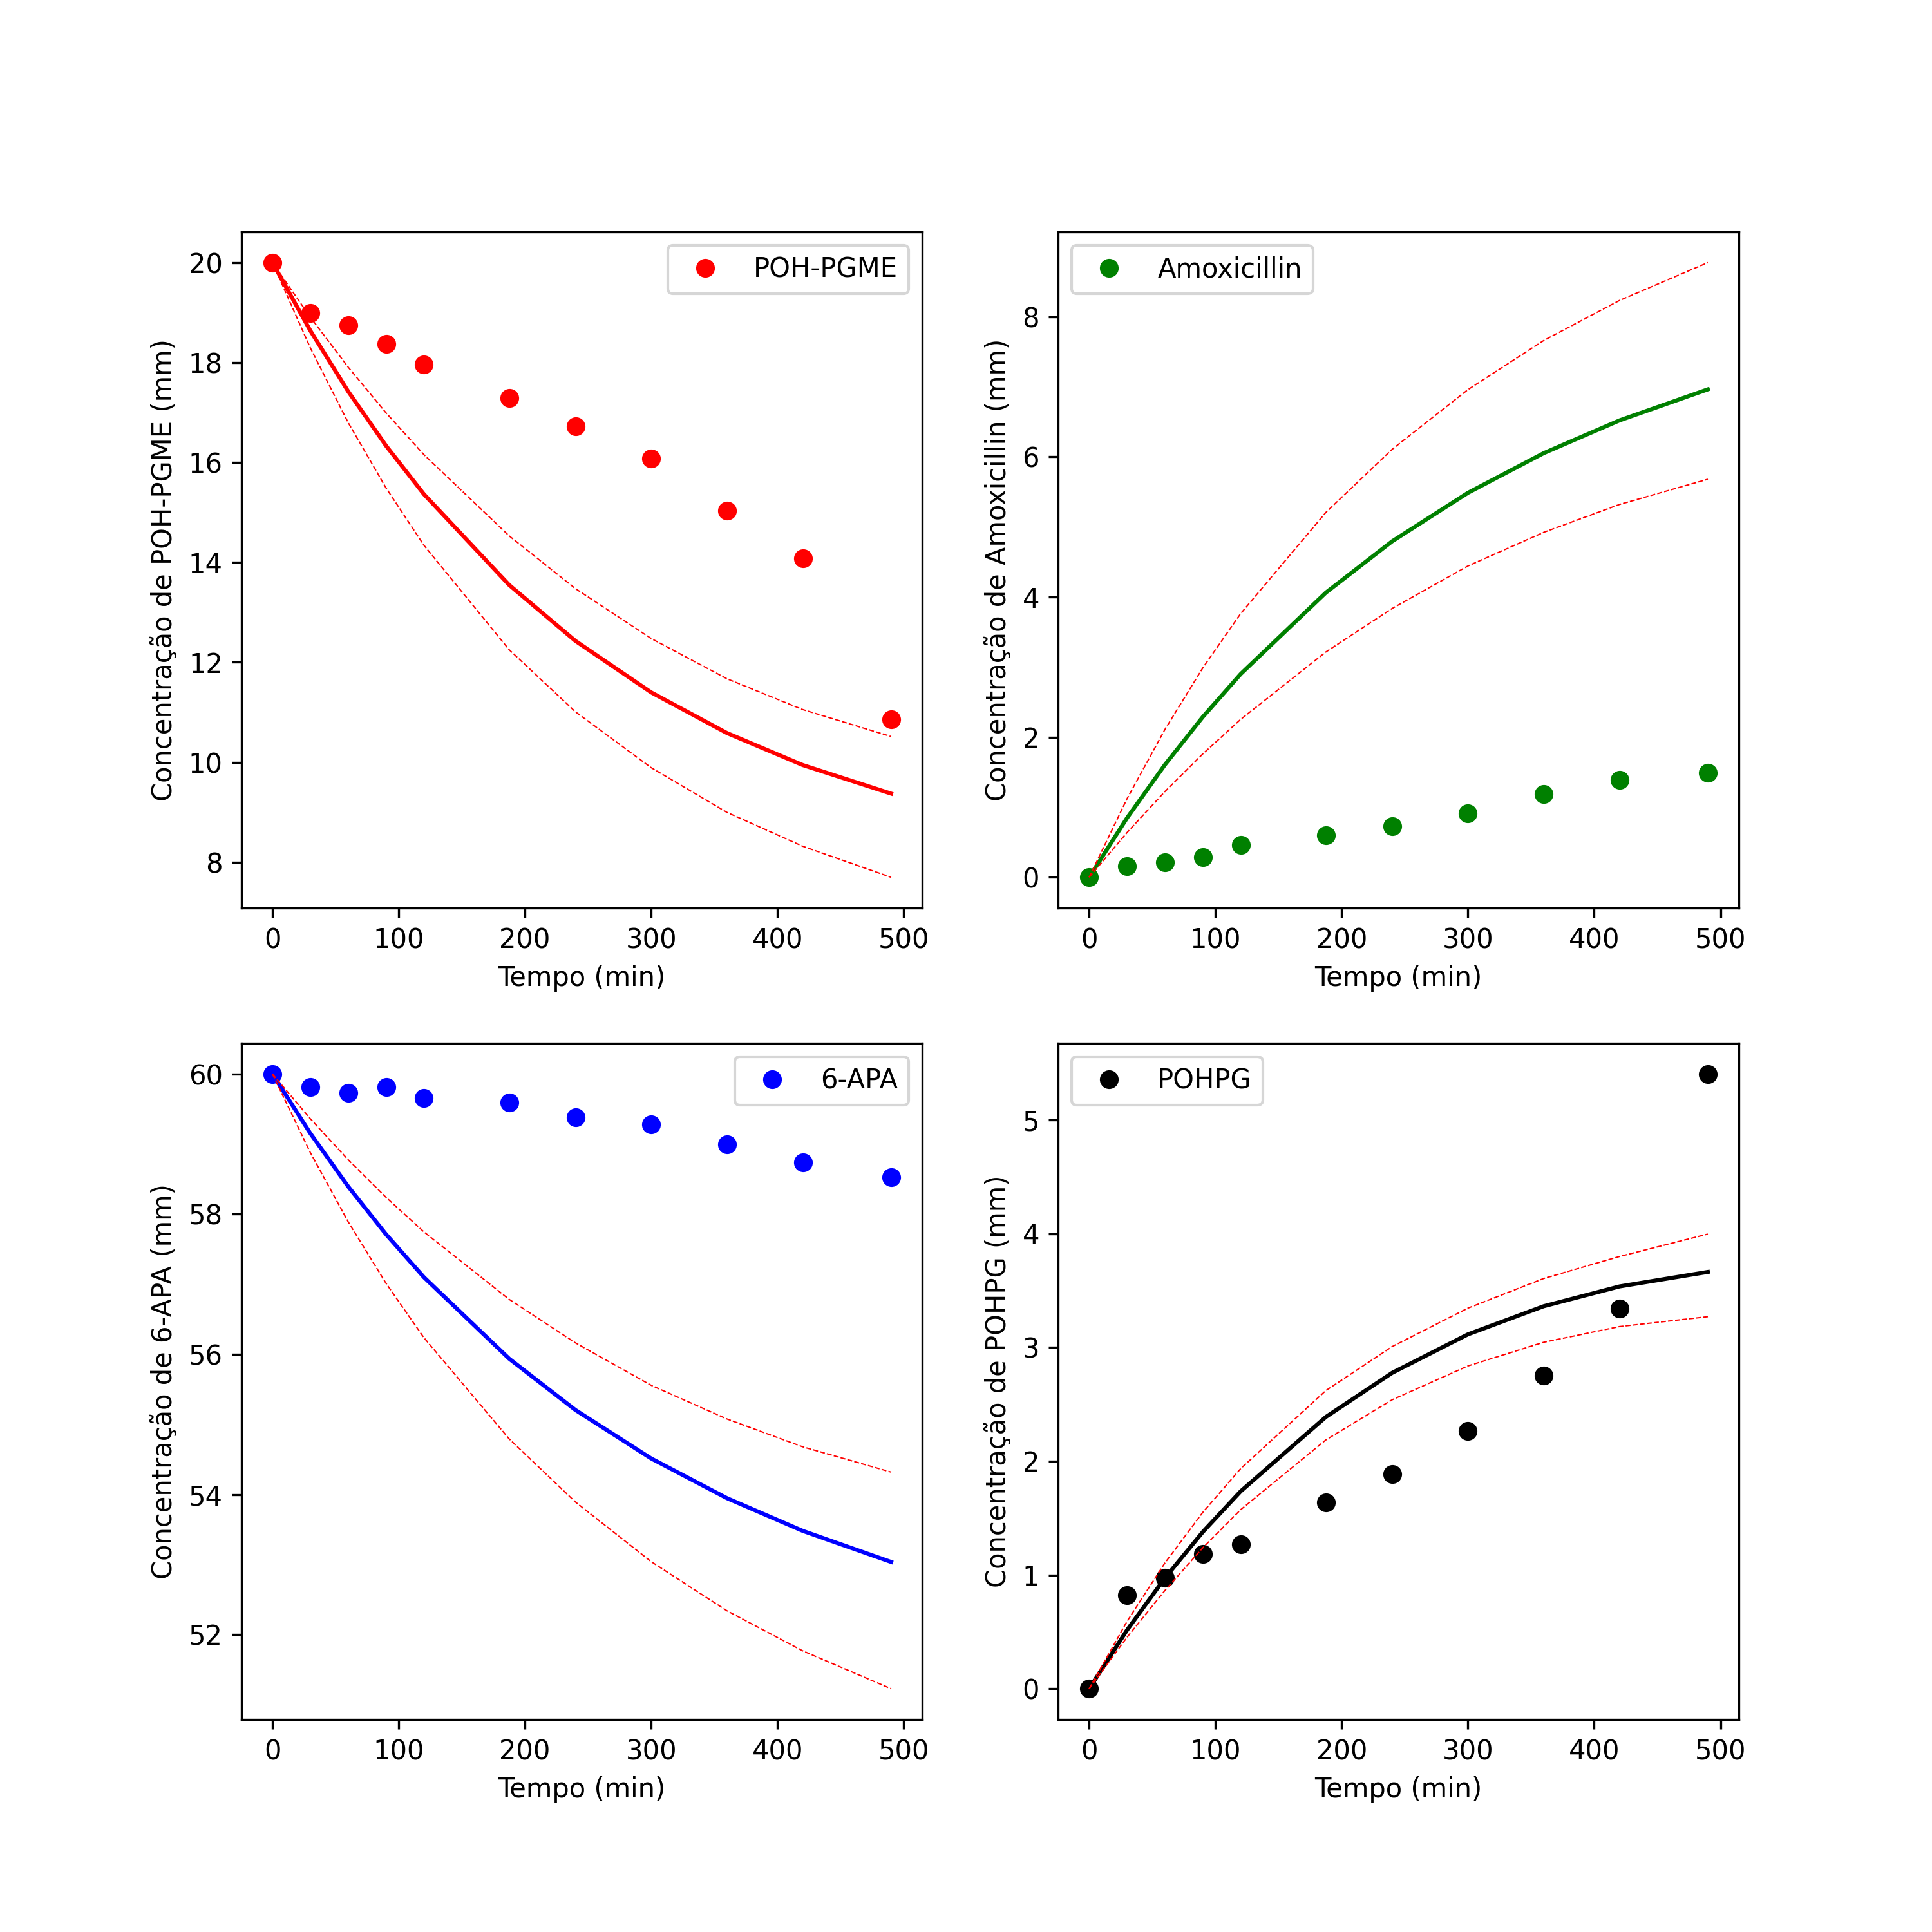 POH-PGME
Concentração de POH-PGME (mm)
20
18
16
14
12
10
8
0 100 200 300 400 500
Tempo (min)
Amoxicillin
Concentração de Amoxicillin (mm)
8
6
4
2
0
0 100 200 300 400 500
Tempo (min)
6-APA
Concentração de 6-APA (mm)
60
58
56
54
52
0 100 200 300 400 500
Tempo (min)
POHPG
Concentração de POHPG (mm)
5
4
3
2
1
0
0 100 200 300 400 500
Tempo (min)